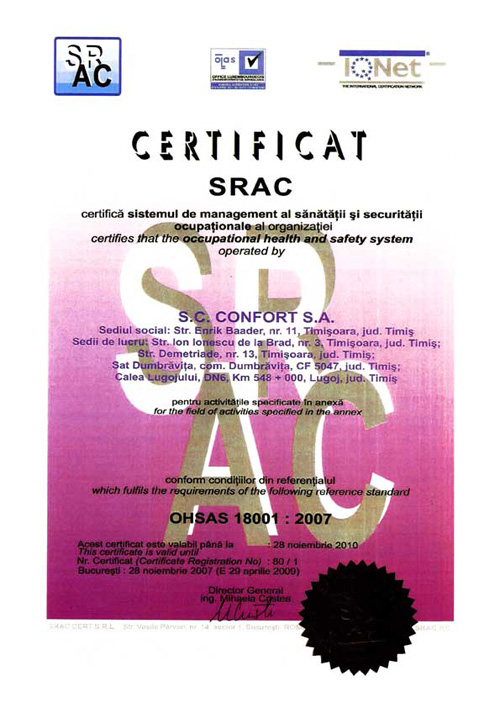 SR
AC
olas
OFFICE LUXEMBOURGEOIS
IQNet
THE INTERNATIONAL CERTIFICATION NETWORK
CERTIFICAT
SRAC
certifică sistemul de management al sănătăţii şi securităţii
ocupaţionale al organizaţiei
certifies that the occupational health and safety system
operated by
S.C. CONFORT S.A.
Sediul social: Str. Enrik Baader, nr. 11, Timişoara, jud. Timiş
Sedii de lucru: Str. Ion Ionescu de la Brad, nr. 3, Timişoara, jud. Timiş;
Str. Demetriade, nr. 13, Timişoara, jud. Timiş;
Sat Dumbrăviţa, com. Dumbrăviţa, CF 5047, jud. Timiş;
Calea Lugojului, DN6, Km 548 + 000, Lugoj, jud. Timiş
pentru activităţile specificate în anexă
for the field of activities specified in the annex
conform condiţiilor din referenţialul
which fulfils the requirements of the following reference standard
OHSAS 18001 : 2007
Acest certificat este valabil până la : 28 noiembrie 2010
This certificate is valid until
Nr. Certificat (Certificate Registration No) : 60 / 1
Bucureşti : 28 noiembrie 2007 (E 29 aprilie 2009)
Director General
ing. Mihaela Cristea
SRAC CERT S.R.L. Str. Vasile Pârvan, nr. 14, sector 1, Bucureşti